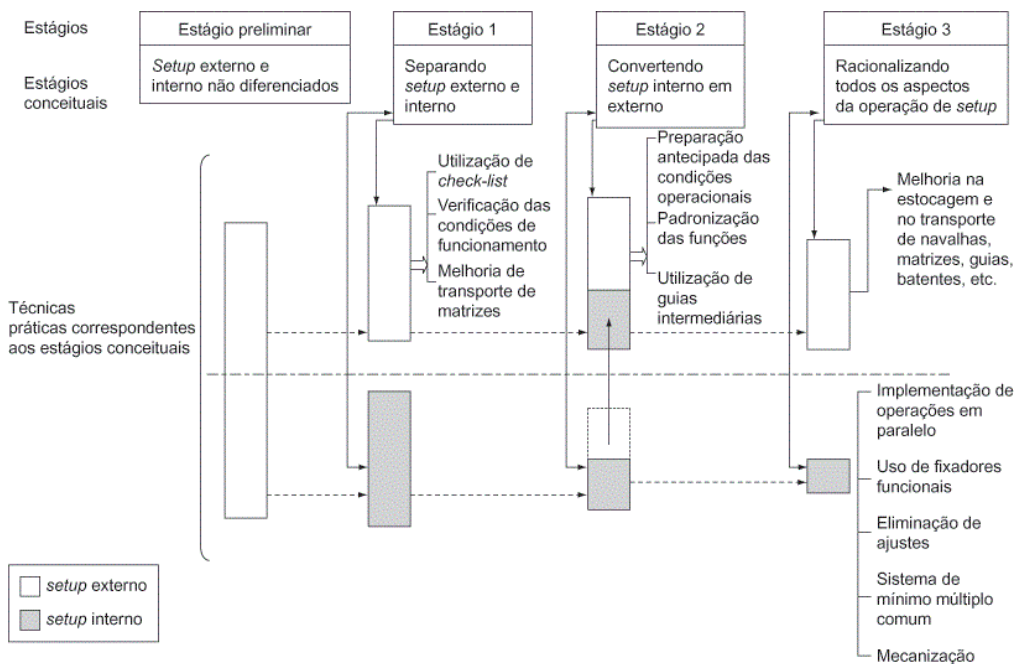 Estágios
Estágio preliminar
Estágio 1
Estágio 2
Estágio 3
Estágios
conceituais
Setup externo e
interno não diferenciados
Separando
setup externo e
interno
Convertendo
setup interno em
externo
Racionalizando
todos os aspectos
da operação de setup
Técnicas
práticas correspondentes
aos estágios conceituais
Utilização de
check-list
Verificação das
condições de
funcionamento
Melhoria de
transporte de
matrizes
Preparação
antecipada das
condições
operacionais
Padronização
das funções
Utilização de
guias
intermediárias
Melhoria na
estocagem e
no transporte
de navalhas,
matrizes, guias,
batentes, etc.
Implementação de
operações em
paralelo
Uso de fixadores
funcionais
Eliminação de
ajustes
Sistema de
mínimo múltiplo
comum
Mecanização
setup externo
setup interno